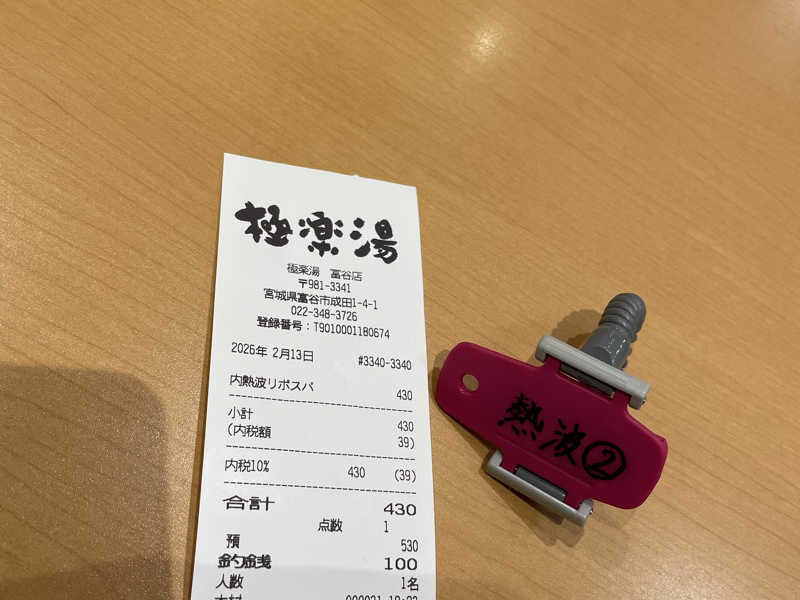 極楽湯
極楽湯 富谷店
〒981-3341
宮城県富谷市成田1-4-1
022-348-3726
登録番号:T9010001180674
2026年 2月13日 #3340-3340
内熱波リポスパ 430
小計 430
(内税額 39)
内税10% 430 (39)
合計 430
点数 1
預 530
釣銭 100
人数 1名
熱波②